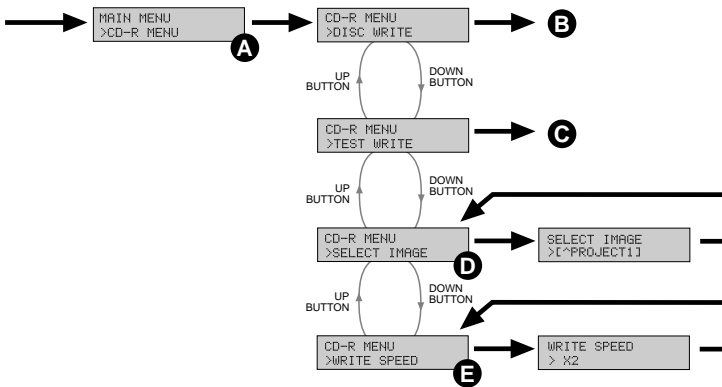 MAIN MENU
>CD-R MENU
A
CD-R MENU
>DISC WRITE
B
UP
BUTTON
DOWN
BUTTON
CD-R MENU
>TEST WRITE
C
UP
BUTTON
DOWN
BUTTON
CD-R MENU
>SELECT IMAGE
D
SELECT IMAGE
>[^PROJECT1]
UP
BUTTON
DOWN
BUTTON
CD-R MENU
>WRITE SPEED
E
WRITE SPEED
> X2